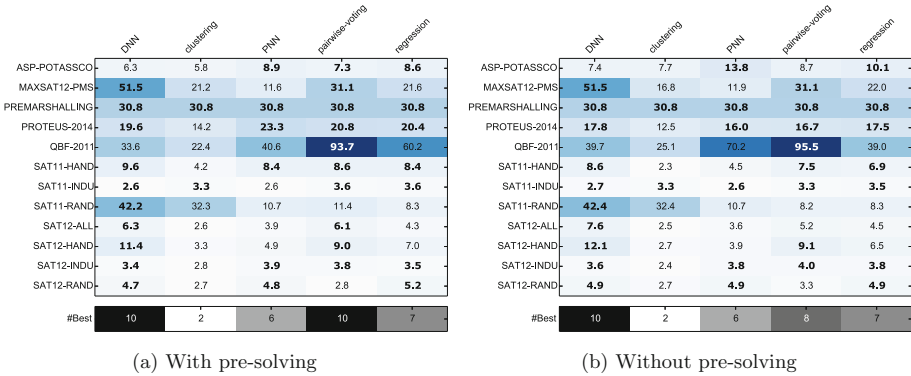 DNN clustering PNN pairwise-voting regression
ASP-POTASSCO 6.3 5.8 8.9 7.3 8.6
MAXSAT12-PMS 51.5 21.2 11.6 31.1 21.6
PREMARSHALLING 30.8 30.8 30.8 30.8 30.8
PROTEUS-2014 19.6 14.2 23.3 20.8 20.4
QBF-2011 33.6 22.4 40.6 93.7 60.2
SAT11-HAND 9.6 4.2 8.4 8.6 8.4
SAT11-INDU 2.6 3.3 2.6 3.6 3.6
SAT11-RAND 42.2 32.3 10.7 11.4 8.3
SAT12-ALL 6.3 2.6 3.9 6.1 4.3
SAT12-HAND 11.4 3.3 4.9 9.0 7.0
SAT12-INDU 3.4 2.8 3.9 3.8 3.5
SAT12-RAND 4.7 2.7 4.8 2.8 5.2
#Best 10 2 6 10 7
(a) With pre-solving
DNN clustering PNN pairwise-voting regression
ASP-POTASSCO 7.4 7.7 13.8 8.7 10.1
MAXSAT12-PMS 51.5 16.8 11.9 31.1 22.0
PREMARSHALLING 30.8 30.8 30.8 30.8 30.8
PROTEUS-2014 17.8 12.5 16.0 16.7 17.5
QBF-2011 39.7 25.1 70.2 95.5 39.0
SAT11-HAND 8.6 2.3 4.5 7.5 6.9
SAT11-INDU 2.7 3.3 2.6 3.3 3.5
SAT11-RAND 42.4 32.4 10.7 8.2 8.3
SAT12-ALL 7.6 2.5 3.6 5.2 4.5
SAT12-HAND 12.1 2.7 3.9 9.1 6.5
SAT12-INDU 3.6 2.4 3.8 4.0 3.8
SAT12-RAND 4.9 2.7 4.9 3.3 4.9
#Best 10 2 6 8 7
(b) Without pre-solving